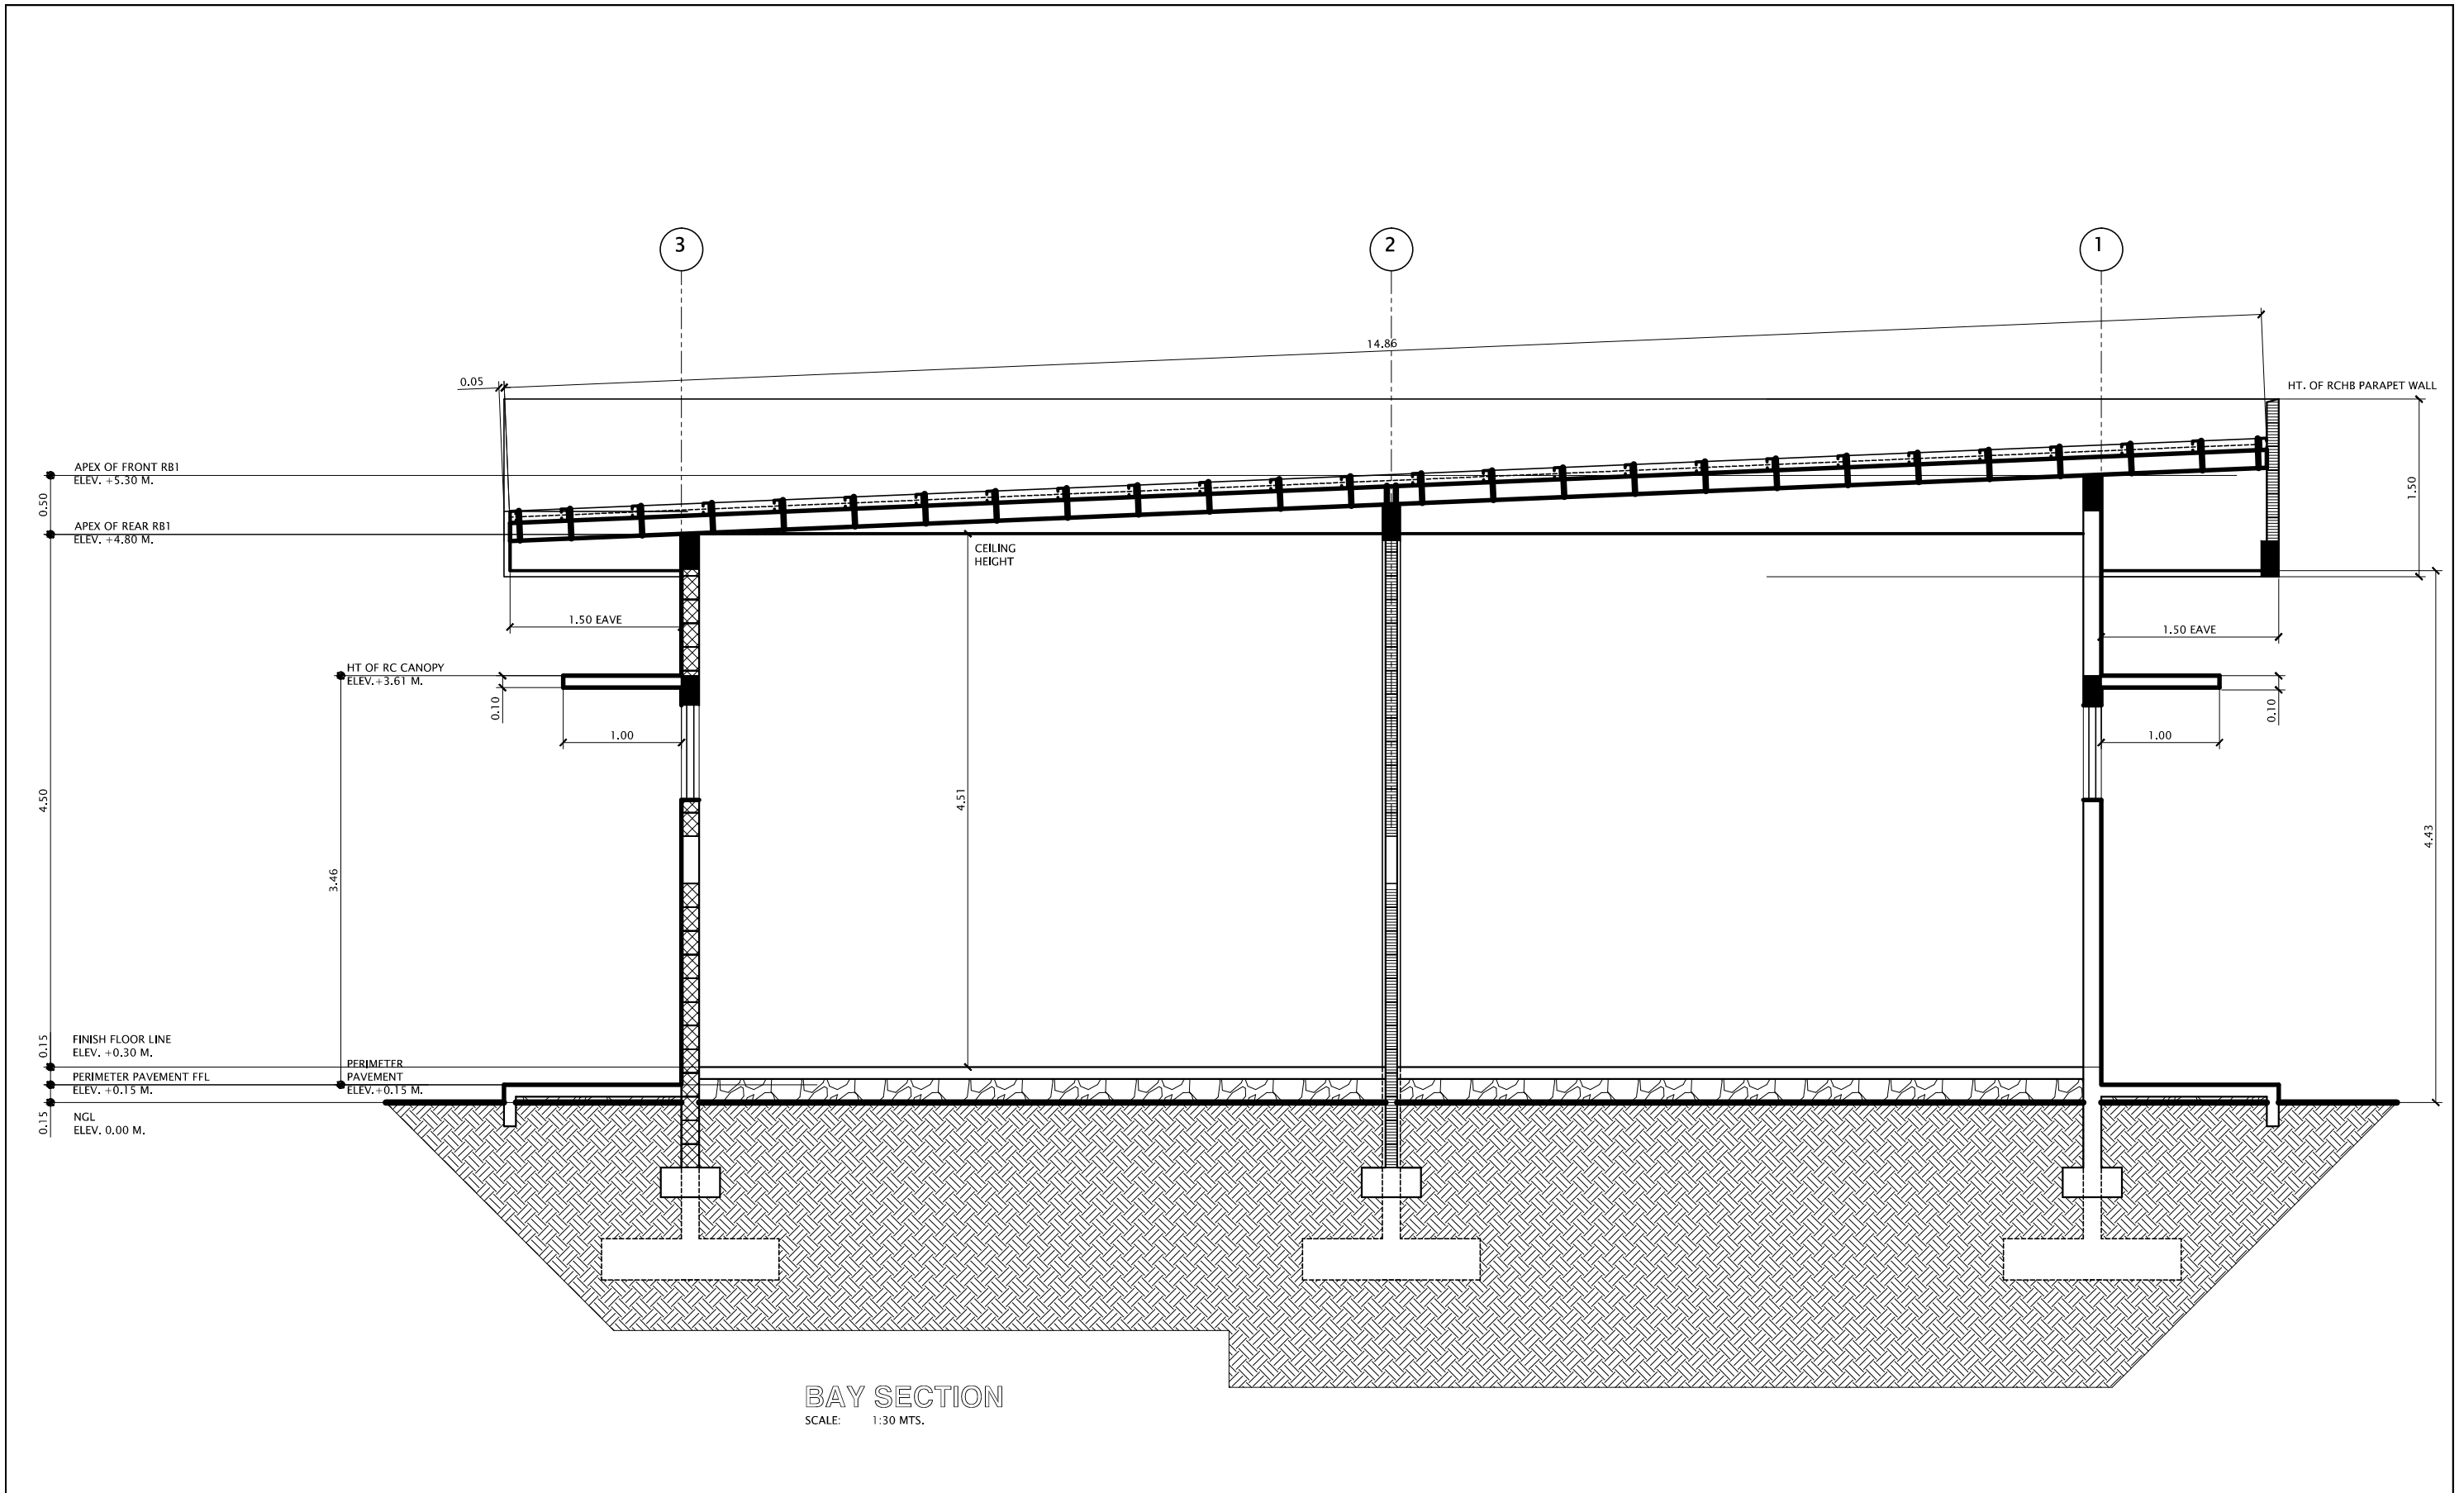 3
2
1
14.86
0.05
HT. OF RCHB PARAPET WALL
APEX OF FRONT RB1
ELEV. +5.30 M.
0.50
1.50
APEX OF REAR RB1
ELEV. +4.80 M.
CEILING
HEIGHT
1.50 EAVE
1.50 EAVE
HT OF RC CANOPY
ELEV.+3.61 M.
0.10
0.10
1.00
1.00
4.50
4.51
4.43
3.46
0.15
FINISH FLOOR LINE
ELEV. +0.30 M.
PERIMETER
PAVEMENT
ELEV.+0.15 M.
PERIMETER PAVEMENT FFL
ELEV. +0.15 M.
0.15
NGL
ELEV. 0.00 M.
BAY SECTION
SCALE: 1:30 MTS.